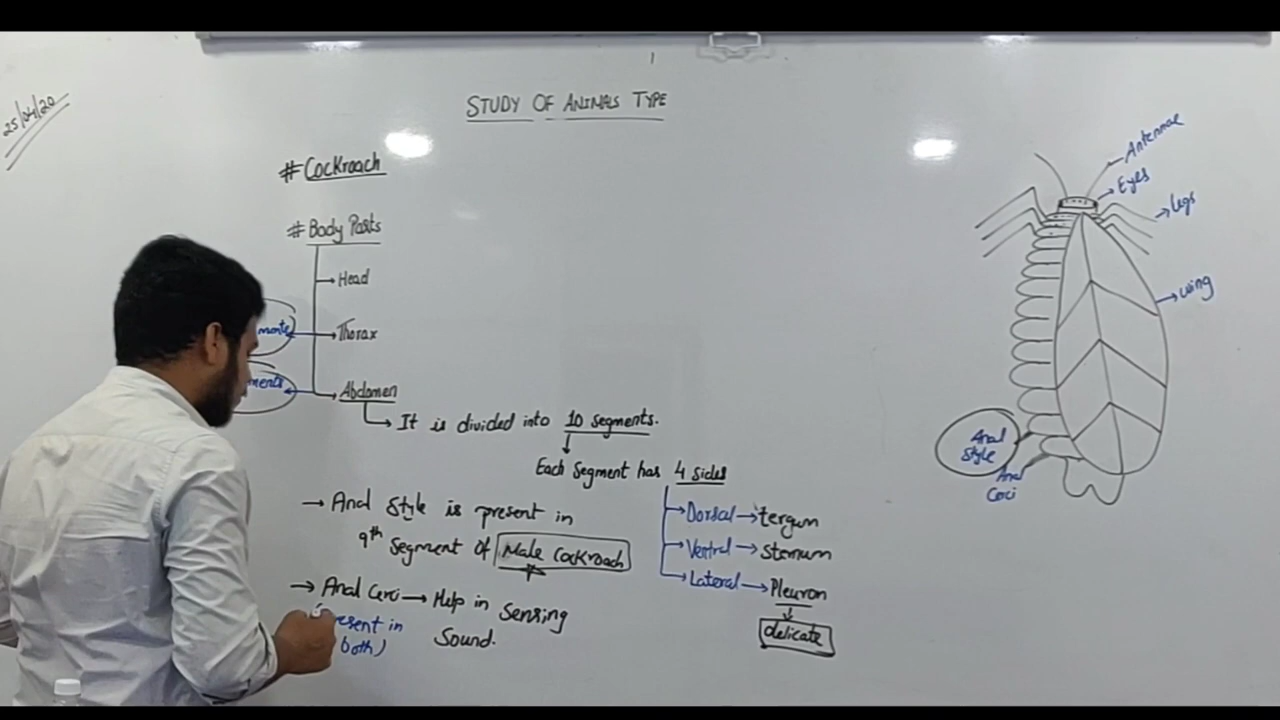 25/04/20
STUDY OF ANIMALS TYPE
# Cockroach
# Body Parts
Head
Thorax
Abdomen
→ It is divided into 10 segments.
Each Segment has 4 sides
Dorsal → tergum
Ventral → Sternum
Lateral → Pleuron
delicate
→ Anal Style is present in
9th Segment of Male Cockroach
→ Anal Cerci → Help in Sensing
Sound.
both)
Antennae
Eyes
legs
wing
Anal
Style
Anal
Cerci